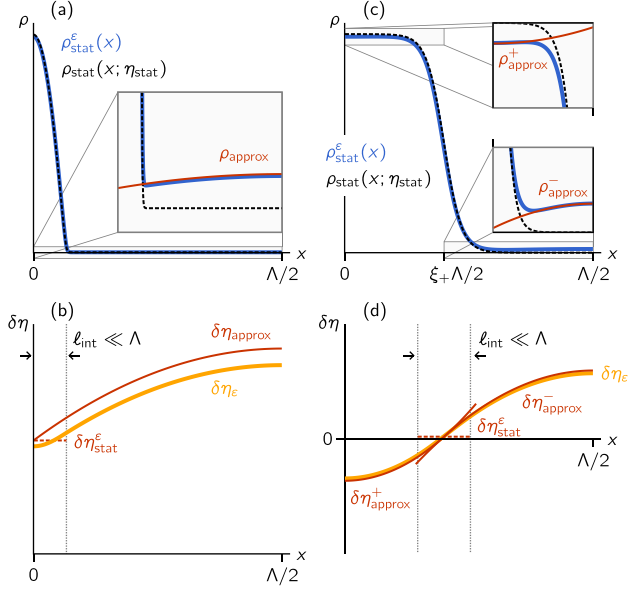 (a)
ρ
ρ^ε_stat(x)
ρ_stat(x; η_stat)
ρ_approx
x
0
Λ/2
(c)
ρ
ρ^+_approx
ρ^ε_stat(x)
ρ_stat(x; η_stat)
ρ^−_approx
x
0
ξ₊Λ/2
Λ/2
(b)
δη
ℓ_int ≪ Λ
δη_approx
δη_ε
δη^ε_stat
x
0
Λ/2
(d)
δη
ℓ_int ≪ Λ
δη_ε
δη^−_approx
δη^ε_stat
0
x
Λ/2
δη^+_approx